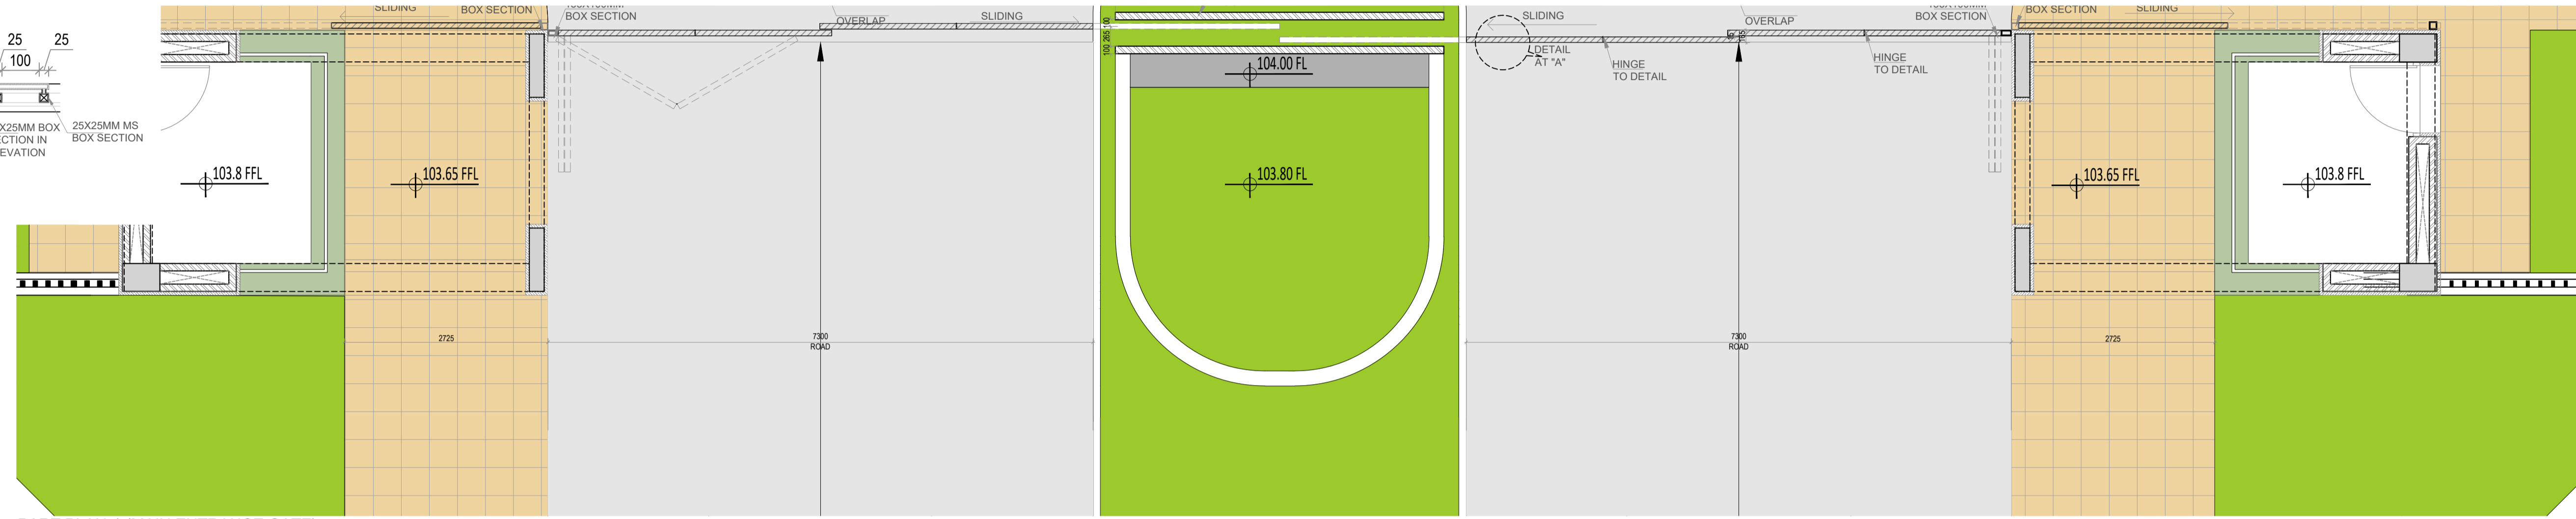 SLIDING
BOX SECTION
BOX SECTION
OVERLAP
SLIDING
100 265 100
SLIDING
OVERLAP
BOX SECTION
BOX SECTION
SLIDING
25
25
100
25X25MM MS
BOX SECTION
X25MM BOX
CTION IN
EVATION
DETAIL
AT "A"
HINGE
TO DETAIL
HINGE
TO DETAIL
104.00 FL
103.8 FFL
103.65 FFL
103.80 FL
103.65 FFL
103.8 FFL
2725
7300
ROAD
7300
ROAD
2725